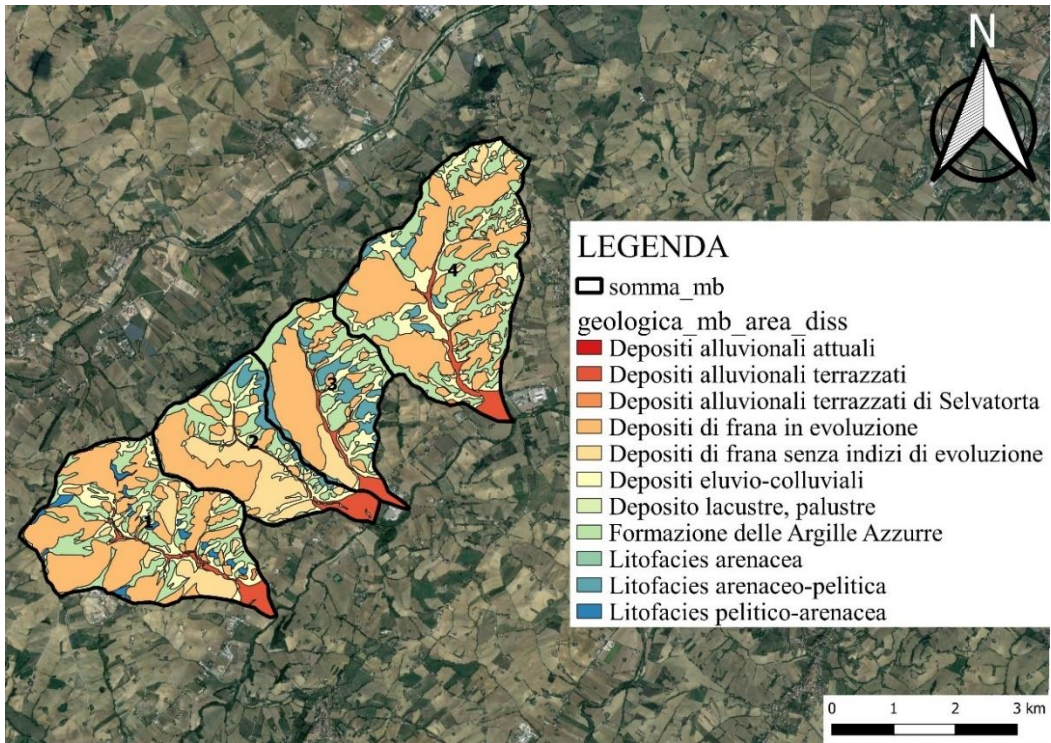 N
4
3
2
1
LEGENDA
somma_mb
geologica_mb_area_diss
Depositi alluvionali attuali
Depositi alluvionali terrazzati
Depositi alluvionali terrazzati di Selvatorta
Depositi di frana in evoluzione
Depositi di frana senza indizi di evoluzione
Depositi eluvio-colluviali
Deposito lacustre, palustre
Formazione delle Argille Azzurre
Litofacies arenacea
Litofacies arenaceo-pelitica
Litofacies pelitico-arenacea
0 1 2 3 km